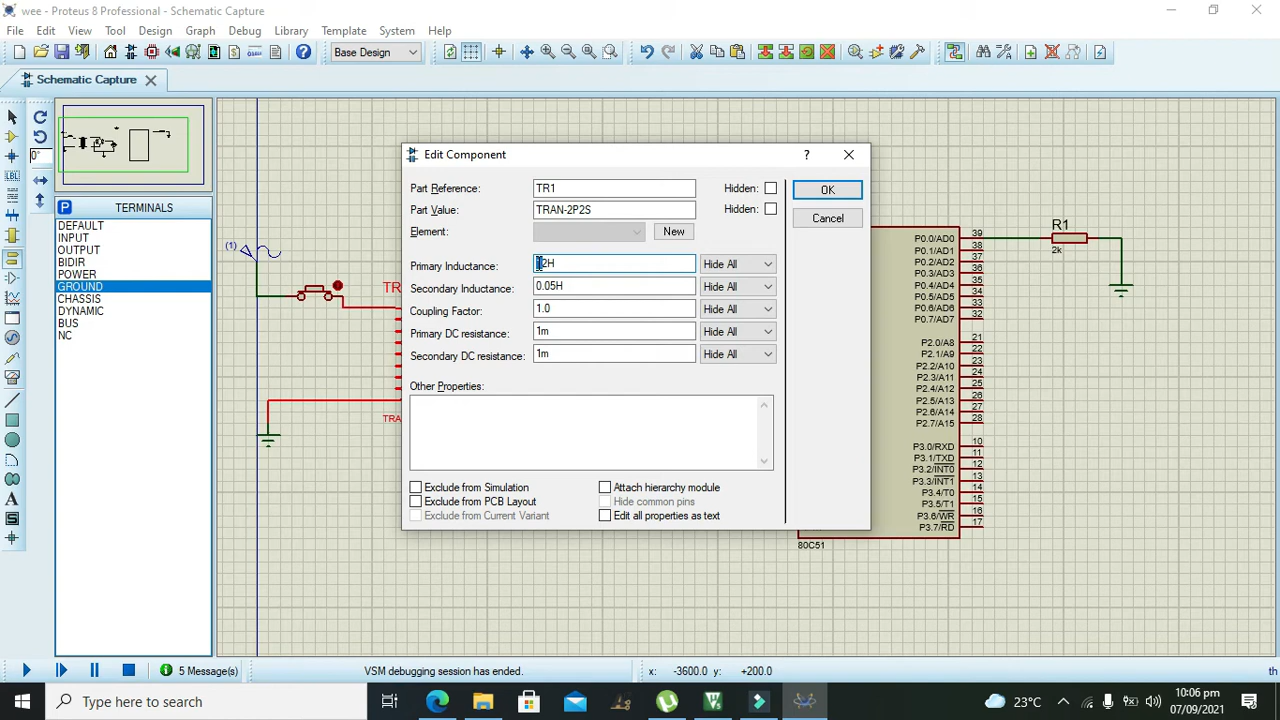 wee - Proteus 8 Professional - Schematic Capture
File Edit View Tool Design Graph Debug Library Template System Help
Base Design
Schematic Capture
0°
P TERMINALS
DEFAULT
INPUT
OUTPUT
BIDIR
POWER
GROUND
CHASSIS
DYNAMIC
BUS
NC
(1)
TR
TRA
Edit Component
?
Part Reference: TR1 Hidden:
Part Value: TRAN-2P2S Hidden:
Element: New
Primary Inductance: 2H Hide All
Secondary Inductance: 0.05H Hide All
Coupling Factor: 1.0 Hide All
Primary DC resistance: 1m Hide All
Secondary DC resistance: 1m Hide All
Other Properties:
Exclude from Simulation Attach hierarchy module
Exclude from PCB Layout Hide common pins
Exclude from Current Variant Edit all properties as text
OK
Cancel
P0.0/AD0 39
P0.1/AD1 38
P0.2/AD2 37
P0.3/AD3 36
P0.4/AD4 35
P0.5/AD5 34
P0.6/AD6 33
P0.7/AD7 32
P2.0/A8 21
P2.1/A9 22
P2.2/A10 23
P2.3/A11 24
P2.4/A12 25
P2.5/A13 26
P2.6/A14 27
P2.7/A15 28
P3.0/RXD 10
P3.1/TXD 11
P3.2/INT0 12
P3.3/INT1 13
P3.4/T0 14
P3.5/T1 15
P3.6/WR 16
P3.7/RD 17
80C51
R1
2k
5 Message(s) VSM debugging session has ended. x: -3600.0 y: +200.0 th
Type here to search 23°C 10:06 pm
07/09/2021